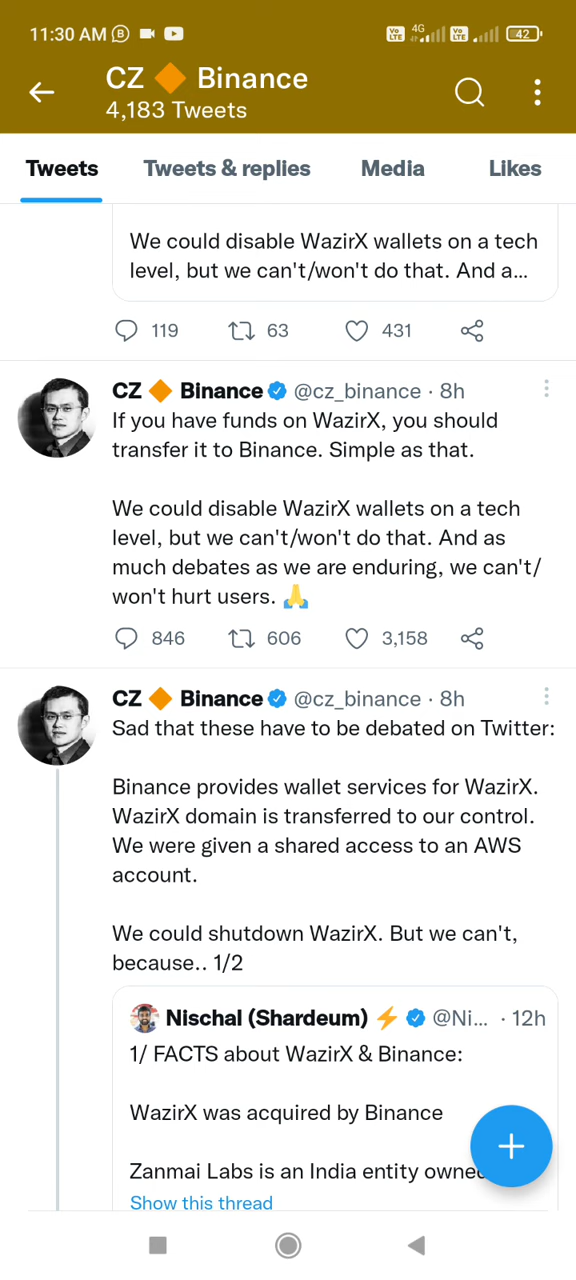 11:30 AM
4G
Vo LTE
Vo LTE
42
CZ 🔶 Binance
4,183 Tweets
Tweets
Tweets & replies
Media
Likes
We could disable WazirX wallets on a tech
level, but we can't/won't do that. And a...
119
63
431
CZ 🔶 Binance @cz_binance · 8h
If you have funds on WazirX, you should
transfer it to Binance. Simple as that.
We could disable WazirX wallets on a tech
level, but we can't/won't do that. And as
much debates as we are enduring, we can't/
won't hurt users. 🙏
846
606
3,158
CZ 🔶 Binance @cz_binance · 8h
Sad that these have to be debated on Twitter:
Binance provides wallet services for WazirX.
WazirX domain is transferred to our control.
We were given a shared access to an AWS
account.
We could shutdown WazirX. But we can't,
because.. 1/2
Nischal (Shardeum) ⚡ @Ni... · 12h
1/ FACTS about WazirX & Binance:
WazirX was acquired by Binance
Zanmai Labs is an India entity owned
Show this thread